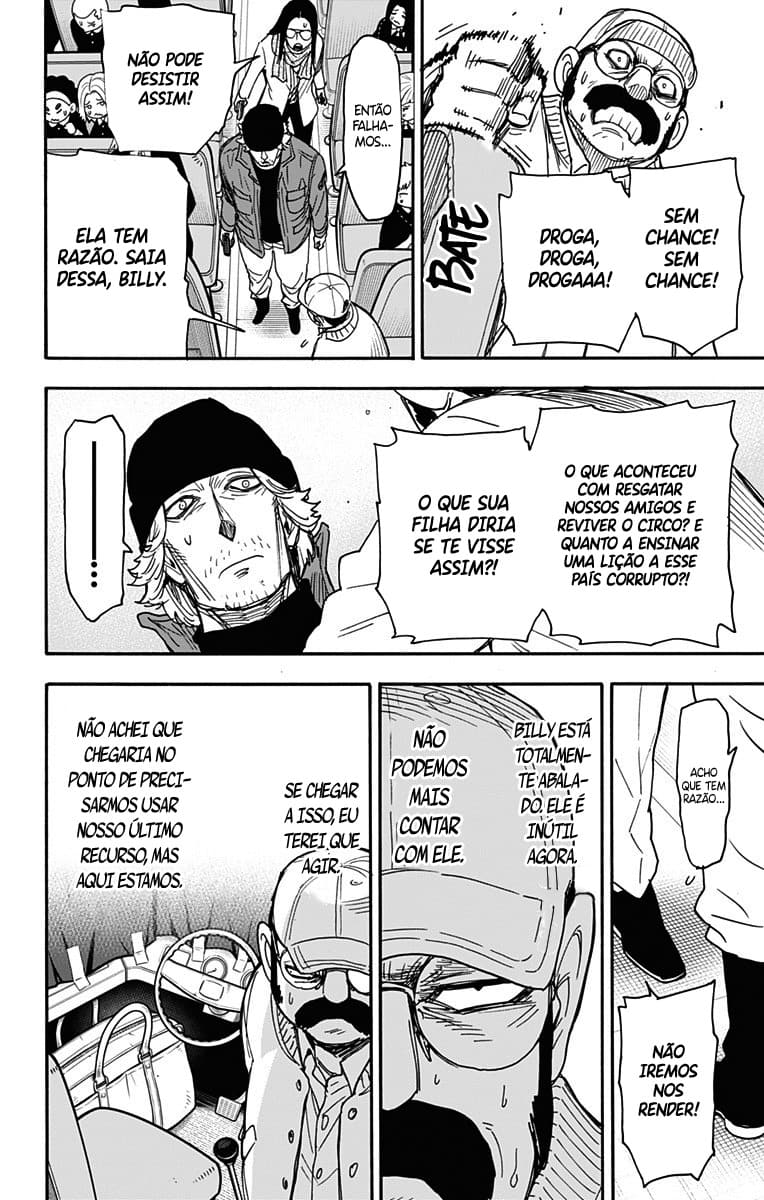 SEM
CHANCE!
SEM
CHANCE!
DROGA,
DROGA,
DROGAAA!
BATE
ENTÃO
FALHA-
MOS...
NÃO PODE
DESISTIR
ASSIM!
ELA TEM
RAZÃO. SAIA
DESSA, BILLY.
O QUE ACONTECEU
COM RESGATAR
NOSSOS AMIGOS E
REVIVER O CIRCO? E
QUANTO A ENSINAR
UMA LIÇÃO A ESSE
PAÍS CORRUPTO?!
O QUE SUA
FILHA DIRIA
SE TE VISSE
ASSIM?!
.......!
ACHO
QUE TEM
RAZÃO...
NÃO
IREMOS
NOS
RENDER!
BILLY ESTÁ
TOTALMEN-
TE ABALA-
DO. ELE É
INÚTIL
AGORA.
NÃO
PODEMOS
MAIS
CONTAR
COM ELE.
SE CHEGAR
A ISSO, EU
TEREI QUE
AGIR.
NÃO ACHEI QUE
CHEGARIA NO
PONTO DE PRECI-
SARMOS USAR
NOSSO ÚLTIMO
RECURSO, MAS
AQUI ESTAMOS.